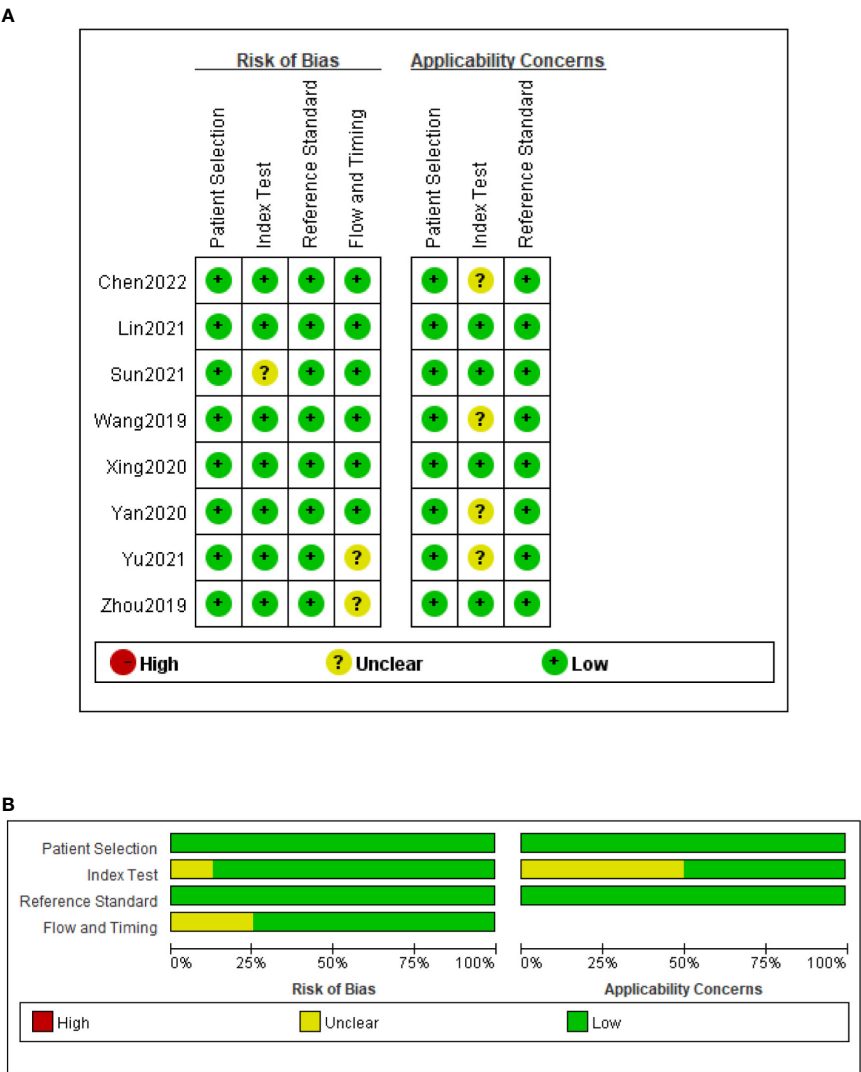 A
Risk of Bias Applicability Concerns
Patient Selection Index Test Reference Standard Flow and Timing Patient Selection Index Test Reference Standard
Chen2022 + + + + + ? +
Lin2021 + + + + + + +
Sun2021 + ? + + + + +
Wang2019 + + + + + ? +
Xing2020 + + + + + + +
Yan2020 + + + + + ? +
Yu2021 + + + ? + ? +
Zhou2019 + + + ? + + +
- High ? Unclear + Low
B
Patient Selection
Index Test
Reference Standard
Flow and Timing
0% 25% 50% 75% 100% 0% 25% 50% 75% 100%
Risk of Bias Applicability Concerns
High Unclear Low